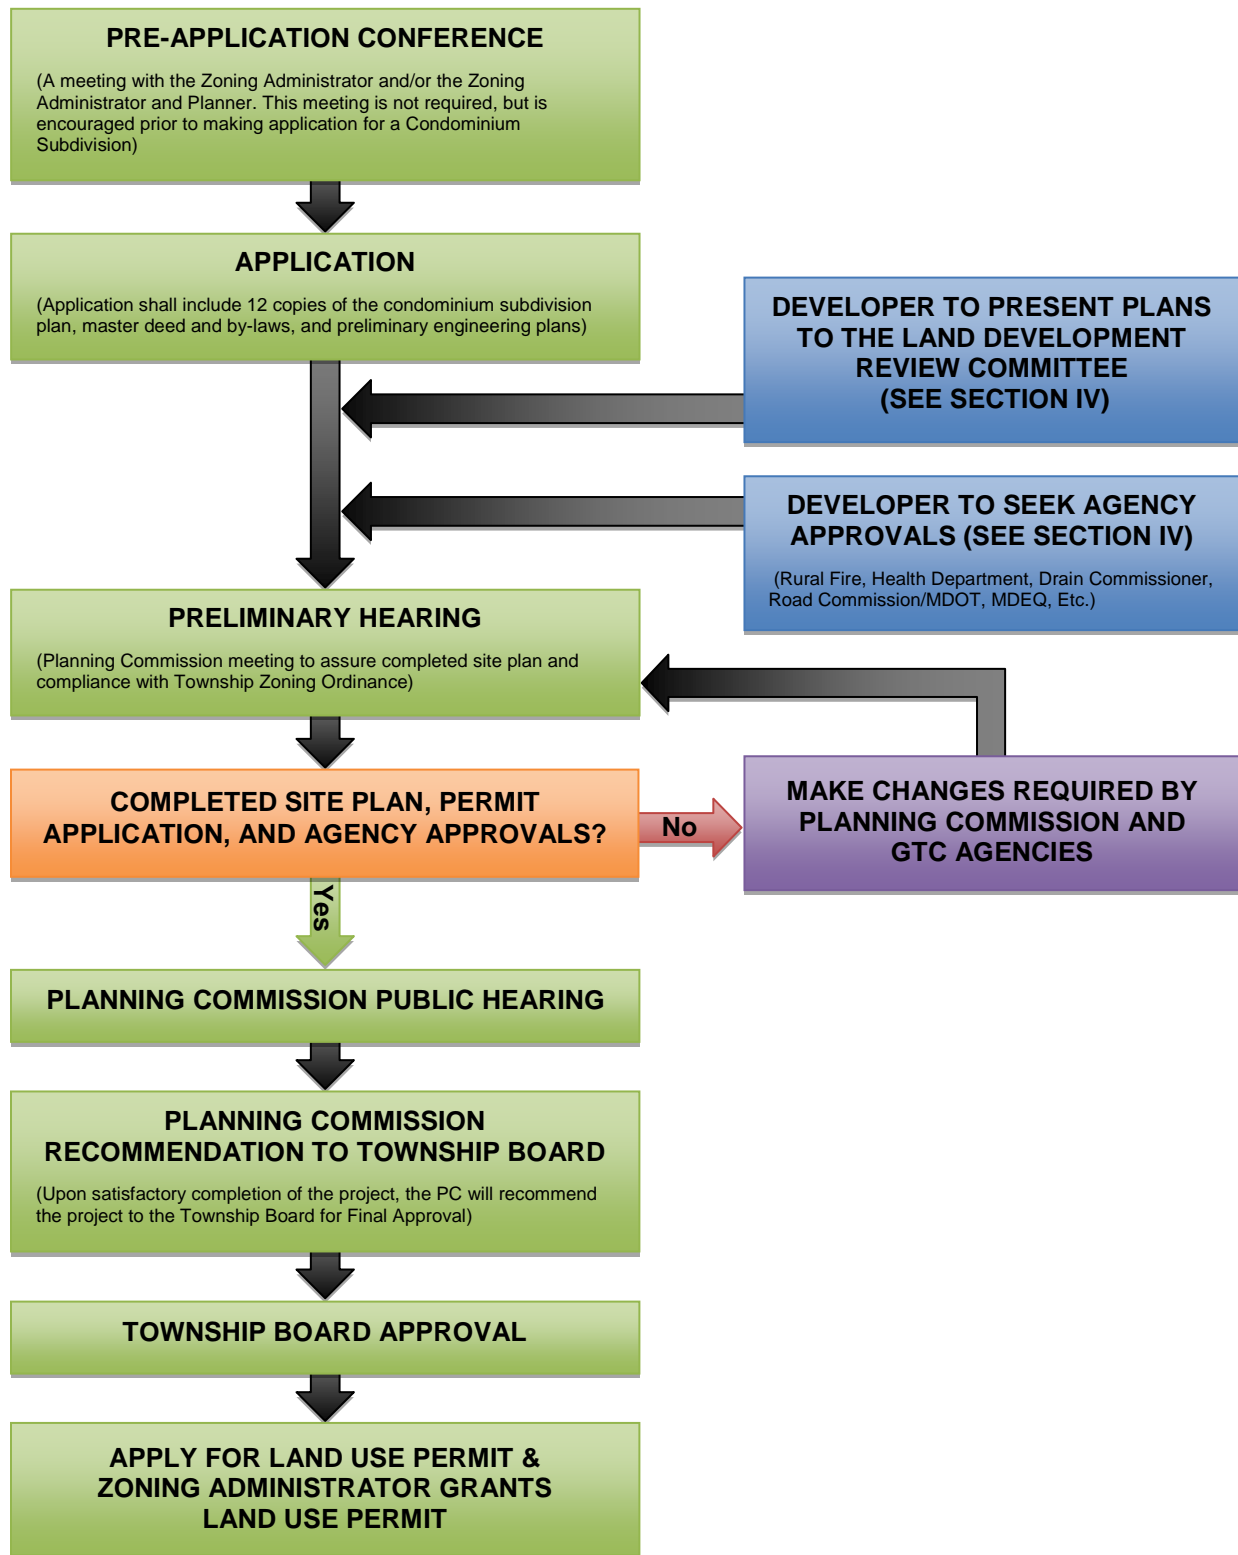 PRE-APPLICATION CONFERENCE
(A meeting with the Zoning Administrator and/or the Zoning
Administrator and Planner. This meeting is not required, but is
encouraged prior to making application for a Condominium
Subdivision)
APPLICATION
(Application shall include 12 copies of the condominium subdivision
plan, master deed and by-laws, and preliminary engineering plans)
DEVELOPER TO PRESENT PLANS
TO THE LAND DEVELOPMENT
REVIEW COMMITTEE
(SEE SECTION IV)
DEVELOPER TO SEEK AGENCY
APPROVALS (SEE SECTION IV)
(Rural Fire, Health Department, Drain Commissioner,
Road Commission/MDOT, MDEQ, Etc.)
PRELIMINARY HEARING
(Planning Commission meeting to assure completed site plan and
compliance with Township Zoning Ordinance)
COMPLETED SITE PLAN, PERMIT
APPLICATION, AND AGENCY APPROVALS?
No
MAKE CHANGES REQUIRED BY
PLANNING COMMISSION AND
GTC AGENCIES
Yes
PLANNING COMMISSION PUBLIC HEARING
PLANNING COMMISSION
RECOMMENDATION TO TOWNSHIP BOARD
(Upon satisfactory completion of the project, the PC will recommend
the project to the Township Board for Final Approval)
TOWNSHIP BOARD APPROVAL
APPLY FOR LAND USE PERMIT &
ZONING ADMINISTRATOR GRANTS
LAND USE PERMIT